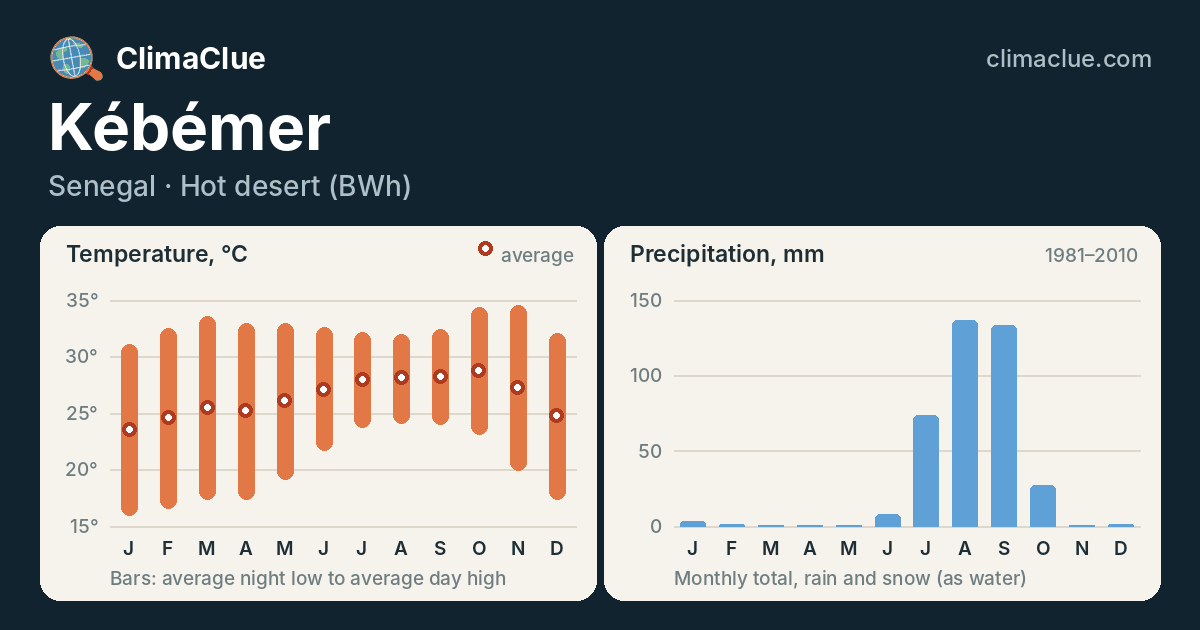 ClimaClue
climaclue.com
Kébémer
Senegal · Hot desert (BWh)
Temperature, °C
average
35°
30°
25°
20°
15°
J F M A M J J A S O N D
Bars: average night low to average day high
Precipitation, mm
1981–2010
150
100
50
0
J F M A M J J A S O N D
Monthly total, rain and snow (as water)